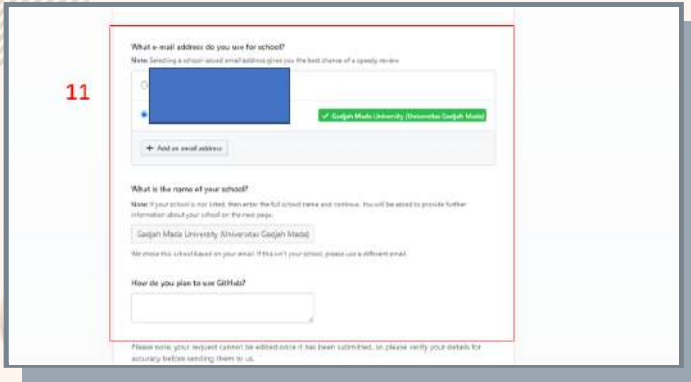 What e-mail address do you use for school?
Note: Selecting a school-issued email address gives you the best chance of a speedy review.
11
✓ Gadjah Mada University (Universitas Gadjah Mada)
+ Add an email address
What is the name of your school?
Note: If your school is not listed, then enter the full school name and continue. You will be asked to provide further
information about your school on the next page.
Gadjah Mada University (Universitas Gadjah Mada)
We chose this school based on your email. If this isn't your school, please use a different email.
How do you plan to use GitHub?
Please note, your request cannot be edited once it has been submitted, so please verify your details for
accuracy before sending them to us.